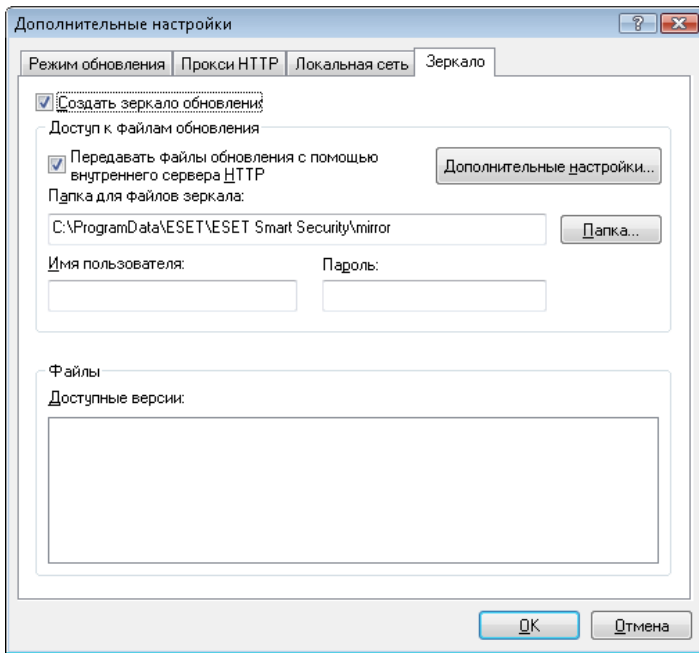 Дополнительные настройки
Режим обновления Прокси HTTP Локальная сеть Зеркало
Создать зеркало обновления
Доступ к файлам обновления
Передавать файлы обновления с помощью
внутреннего сервера HTTP
Дополнительные настройки...
Папка для файлов зеркала:
C:\ProgramData\ESET\ESET Smart Security\mirror
Папка...
Имя пользователя: Пароль:
Файлы
Доступные версии:
OK Отмена